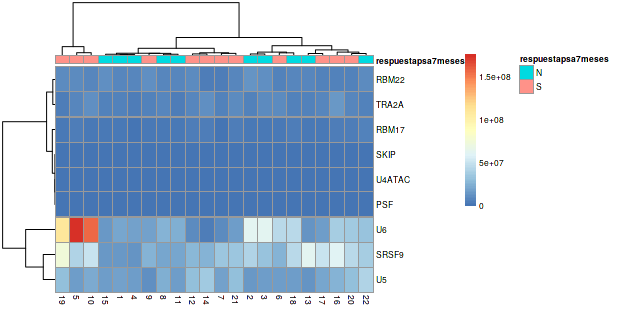 respuestapsa7meses
RBM22
TRA2A
RBM17
SKIP
U4ATAC
PSF
U6
SRSF9
U5
19 5 10 15 1 4 9 8 11 12 14 7 21 2 3 6 18 13 17 16 20 22
1.5e+08
1e+08
5e+07
0
respuestapsa7meses
N
S